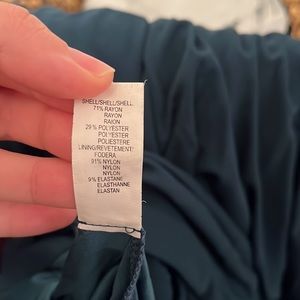 SHELL/SHELL/SHELL
71% RAYON
RAYON
RAION
29% POLYESTER
POLYESTER
POLIESTERE
LINING/REVETEMENT/
FODERA
91% NYLON
NYLON
NYLON
9% ELASTANE
ELASTHANNE
ELASTAN